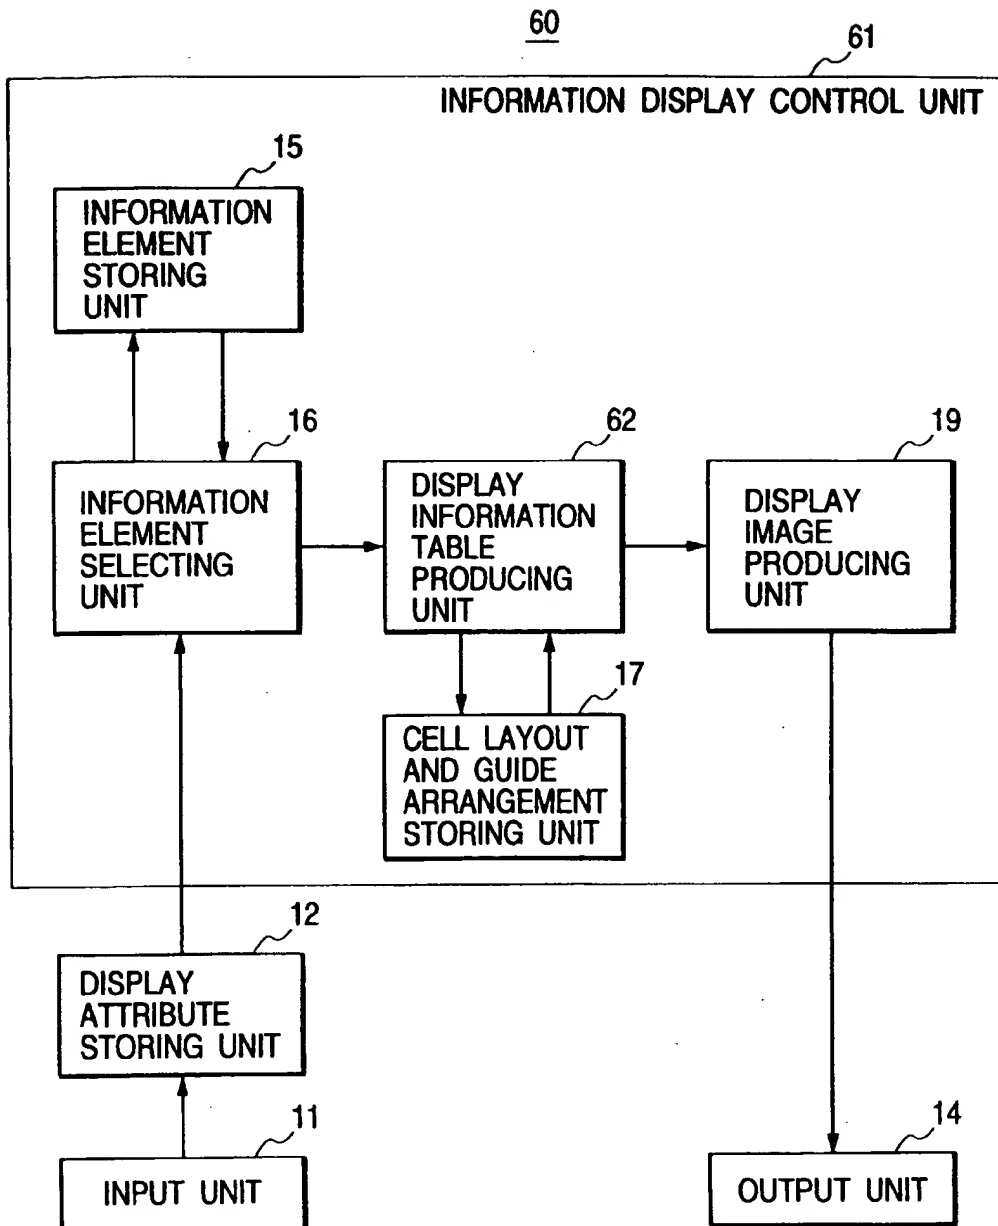 60
61
INFORMATION DISPLAY CONTROL UNIT
15
INFORMATION
ELEMENT
STORING
UNIT
16
INFORMATION
ELEMENT
SELECTING
UNIT
62
DISPLAY
INFORMATION
TABLE
PRODUCING
UNIT
19
DISPLAY
IMAGE
PRODUCING
UNIT
17
CELL LAYOUT
AND GUIDE
ARRANGEMENT
STORING UNIT
12
DISPLAY
ATTRIBUTE
STORING UNIT
11
INPUT UNIT
14
OUTPUT UNIT